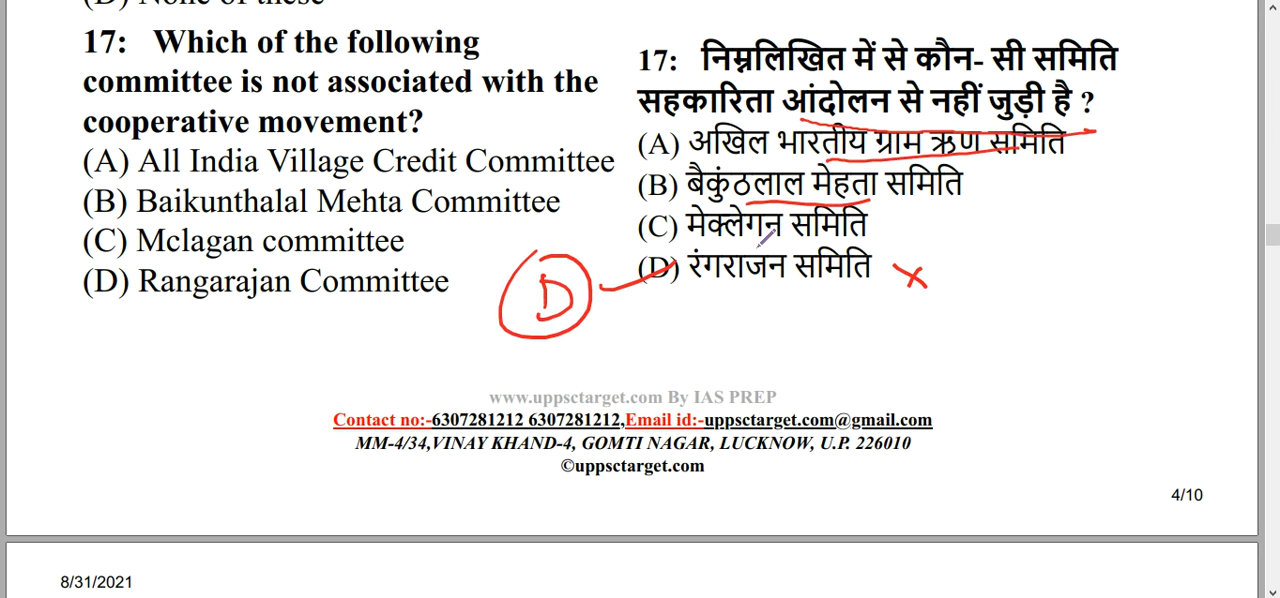 (D) None of these
17: Which of the following
committee is not associated with the
cooperative movement?
(A) All India Village Credit Committee
(B) Baikunthalal Mehta Committee
(C) Mclagan committee
(D) Rangarajan Committee
17: निम्नलिखित में से कौन- सी समिति
सहकारिता आंदोलन से नहीं जुड़ी है ?
(A) अखिल भारतीय ग्राम ऋण समिति
(B) बैकुंठलाल मेहता समिति
(C) मेक्लेगन समिति
(D) रंगराजन समिति
D
www.uppsctarget.com By IAS PREP
Contact no:-6307281212 6307281212,Email id:-uppsctarget.com@gmail.com
MM-4/34,VINAY KHAND-4, GOMTI NAGAR, LUCKNOW, U.P. 226010
©uppsctarget.com
4/10
8/31/2021